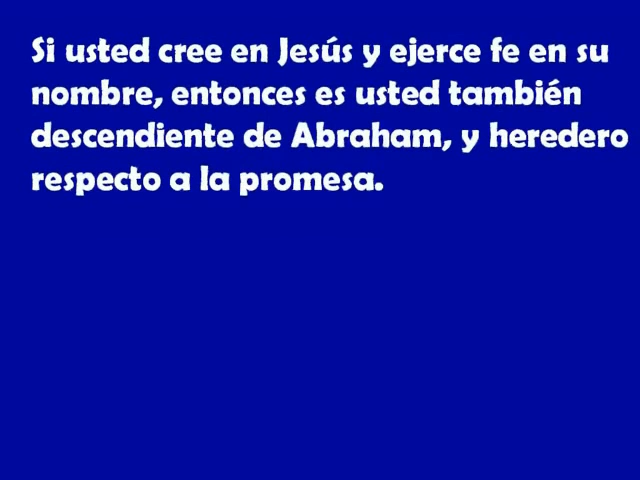 Si usted cree en Jesús y ejerce fe en su
nombre, entonces es usted también
descendiente de Abraham, y heredero
respecto a la promesa.